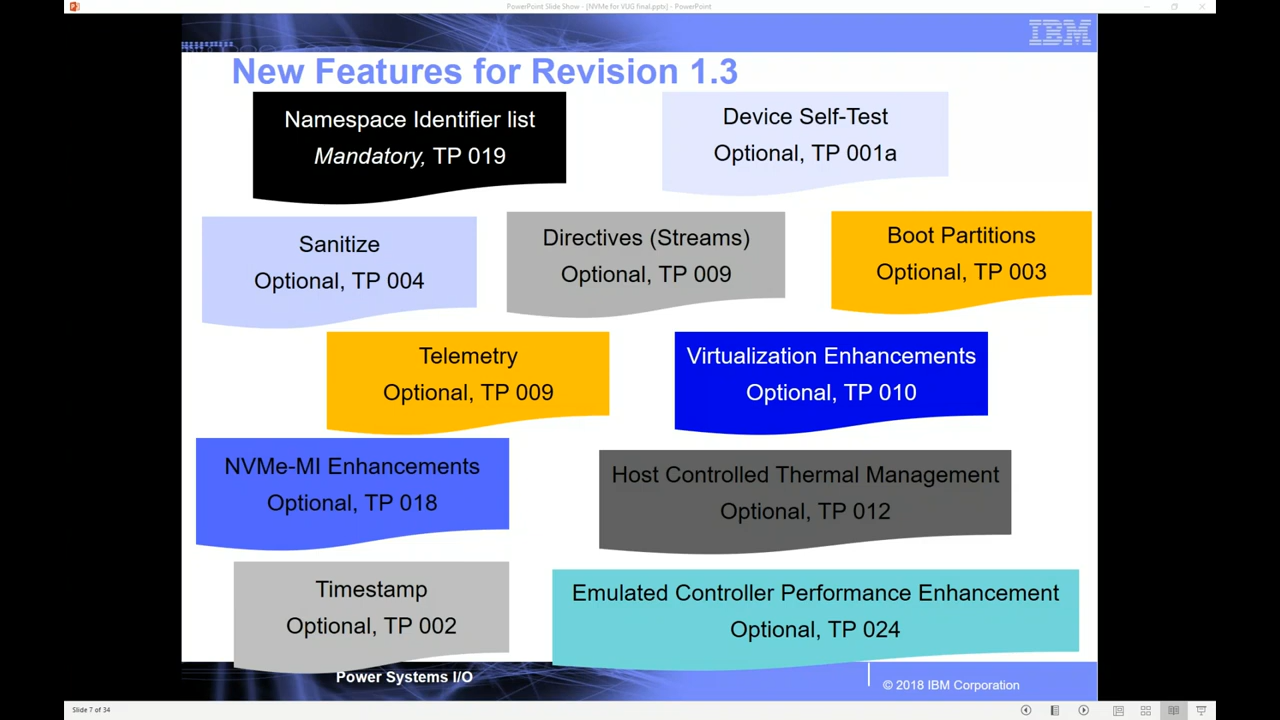 PowerPoint Slide Show - [NVMe for VUG final.pptx] - PowerPoint
IBM
New Features for Revision 1.3
Namespace Identifier list
Mandatory, TP 019
Device Self-Test
Optional, TP 001a
Sanitize
Optional, TP 004
Directives (Streams)
Optional, TP 009
Boot Partitions
Optional, TP 003
Telemetry
Optional, TP 009
Virtualization Enhancements
Optional, TP 010
NVMe-MI Enhancements
Optional, TP 018
Host Controlled Thermal Management
Optional, TP 012
Timestamp
Optional, TP 002
Emulated Controller Performance Enhancement
Optional, TP 024
Power Systems I/O
© 2018 IBM Corporation
Slide 7 of 34